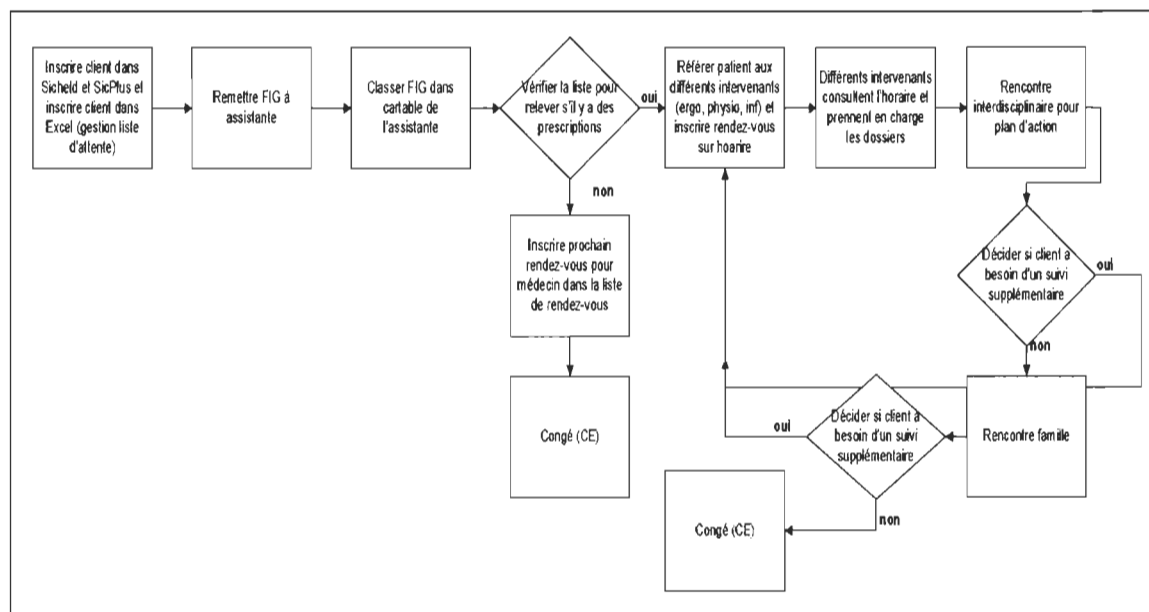 Inscrire client dans
Sicheld et SicPlus et
inscrire client dans
Excel (gestion liste
d'attente)
Remettre FIG à
assistante
Classer FIG dans
cartable de
l'assistante
Vérifier la liste pour
relever s'il y a des
prescriptions
oui
non
Référer patient aux
différents intervenants
(ergo, physio, inf) et
inscrire rendez-vous
sur hoarire
Différents intervenants
consultent l'horaire et
prennent en charge
les dossiers
Rencontre
interdisciplinaire pour
plan d'action
Inscrire prochain
rendez-vous pour
médecin dans la liste
de rendez-vous
Congé (CE)
Décider si client a
besoin d'un suivi
supplémentaire
oui
non
Rencontre famille
Décider si client a
besoin d'un suivi
supplémentaire
oui
non
Congé (CE)